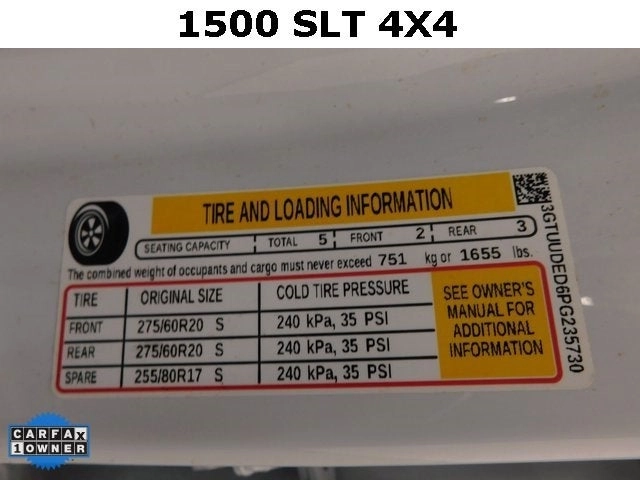 1500 SLT 4X4
TIRE AND LOADING INFORMATION
SEATING CAPACITY TOTAL 5 FRONT 2 REAR 3
The combined weight of occupants and cargo must never exceed 751 kg or 1655 lbs.
TIRE ORIGINAL SIZE COLD TIRE PRESSURE
FRONT 275/60R20 S 240 kPa, 35 PSI
REAR 275/60R20 S 240 kPa, 35 PSI
SPARE 255/80R17 S 240 kPa, 35 PSI
SEE OWNER'S
MANUAL FOR
ADDITIONAL
INFORMATION
3GTUUDED6PG235730
CARFAX
1 OWNER